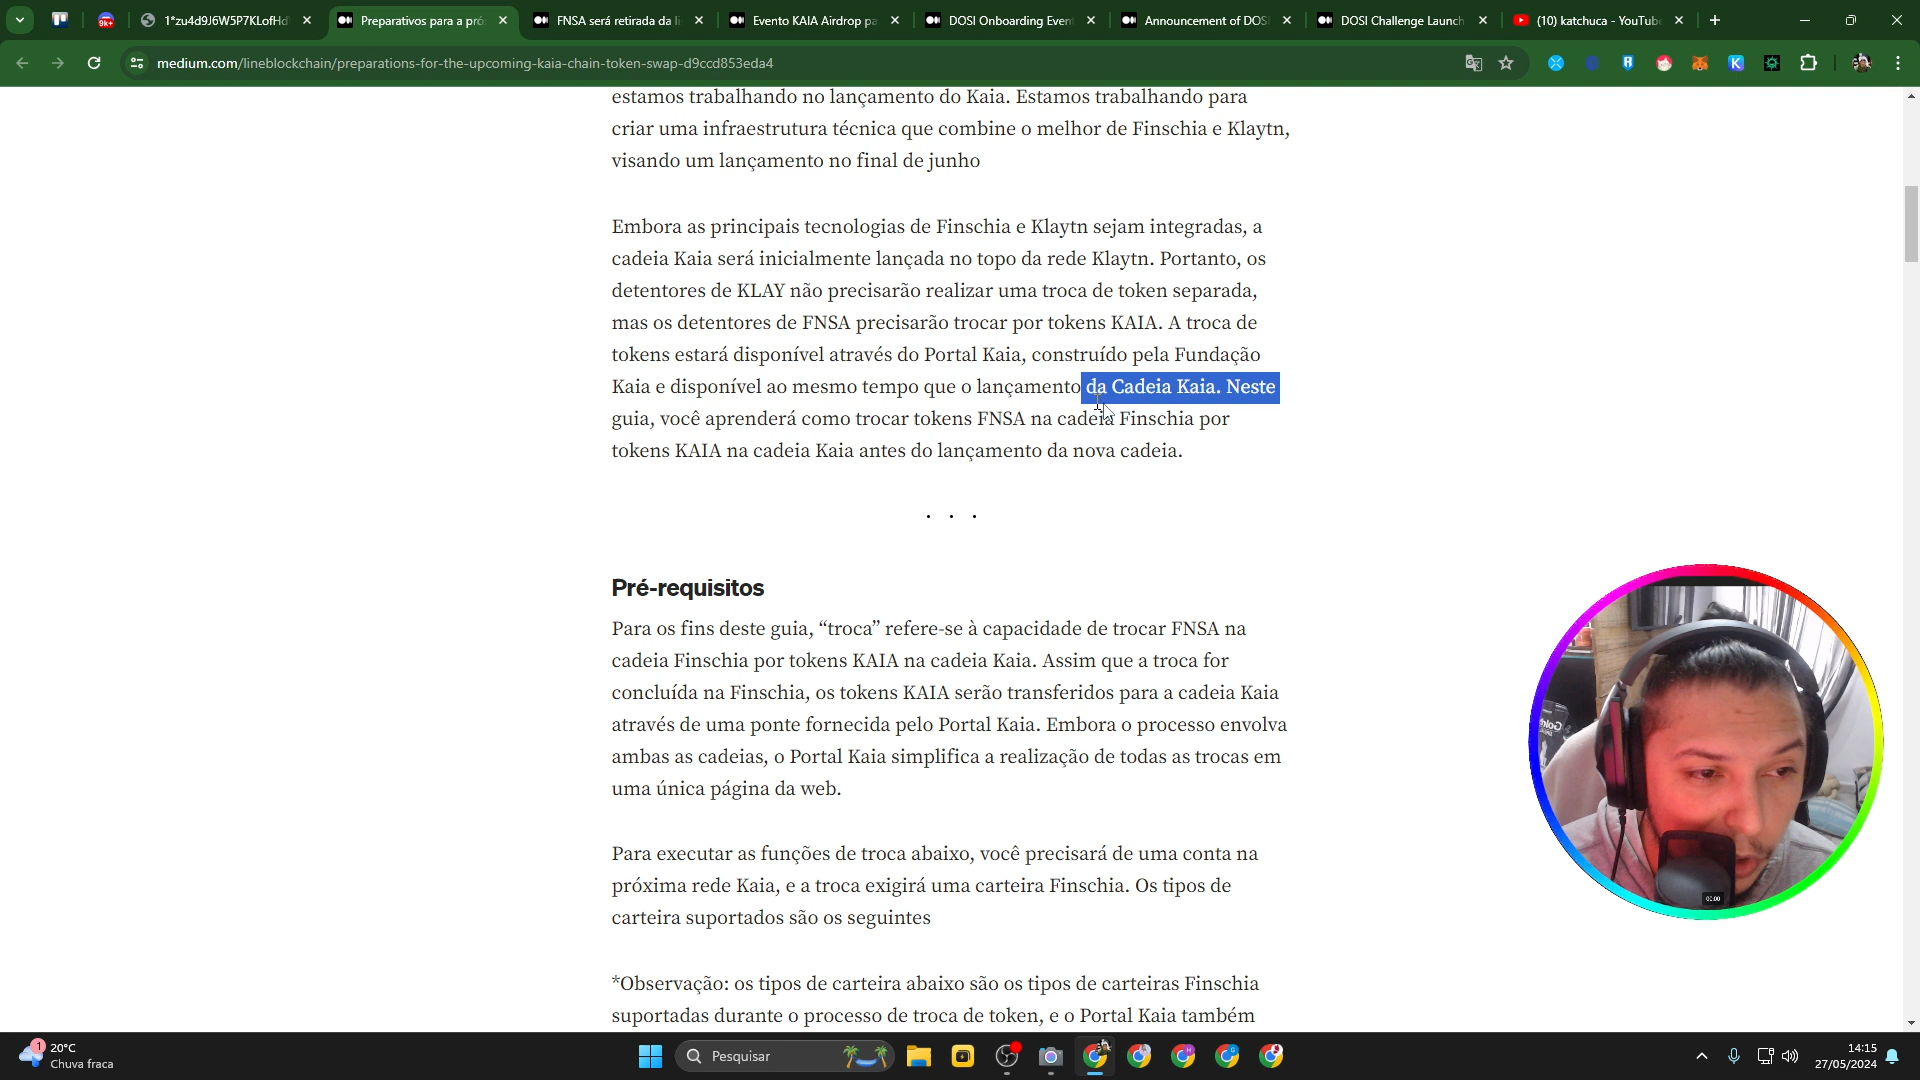 1*zu4d9J6W5P7KLofHd
Preparativos para a pró
FNSA será retirada da li
Evento KAIA Airdrop pa
DOSI Onboarding Even
Announcement of DOS
DOSI Challenge Launch
(10) katchuca - YouTube
9k+
medium.com/lineblockchain/preparations-for-the-upcoming-kaia-chain-token-swap-d9ccd853eda4
estamos trabalhando no lançamento do Kaia. Estamos trabalhando para
criar uma infraestrutura técnica que combine o melhor de Finschia e Klaytn,
visando um lançamento no final de junho
Embora as principais tecnologias de Finschia e Klaytn sejam integradas, a
cadeia Kaia será inicialmente lançada no topo da rede Klaytn. Portanto, os
detentores de KLAY não precisarão realizar uma troca de token separada,
mas os detentores de FNSA precisarão trocar por tokens KAIA. A troca de
tokens estará disponível através do Portal Kaia, construído pela Fundação
Kaia e disponível ao mesmo tempo que o lançamento da Cadeia Kaia. Neste
guia, você aprenderá como trocar tokens FNSA na cadeia Finschia por
tokens KAIA na cadeia Kaia antes do lançamento da nova cadeia.
. . .
Pré-requisitos
Para os fins deste guia, “troca” refere-se à capacidade de trocar FNSA na
cadeia Finschia por tokens KAIA na cadeia Kaia. Assim que a troca for
concluída na Finschia, os tokens KAIA serão transferidos para a cadeia Kaia
através de uma ponte fornecida pelo Portal Kaia. Embora o processo envolva
ambas as cadeias, o Portal Kaia simplifica a realização de todas as trocas em
uma única página da web.
Para executar as funções de troca abaixo, você precisará de uma conta na
próxima rede Kaia, e a troca exigirá uma carteira Finschia. Os tipos de
carteira suportados são os seguintes
*Observação: os tipos de carteira abaixo são os tipos de carteiras Finschia
suportadas durante o processo de troca de token, e o Portal Kaia também
00:00
1
20°C
Chuva fraca
Pesquisar
14:15
27/05/2024